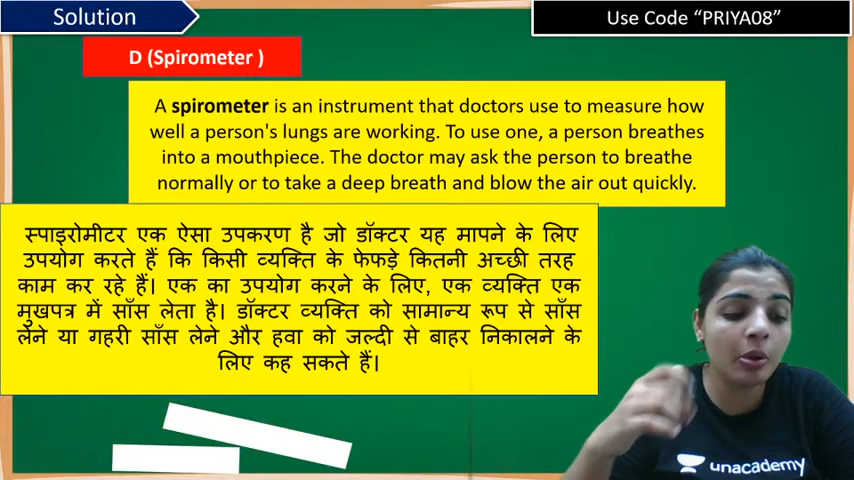 Solution
Use Code “PRIYA08”
D (Spirometer )
A spirometer is an instrument that doctors use to measure how
well a person's lungs are working. To use one, a person breathes
into a mouthpiece. The doctor may ask the person to breathe
normally or to take a deep breath and blow the air out quickly.
स्पाइरोमीटर एक ऐसा उपकरण है जो डॉक्टर यह मापने के लिए
उपयोग करते हैं कि किसी व्यक्ति के फेफड़े कितनी अच्छी तरह
काम कर रहे हैं। एक का उपयोग करने के लिए, एक व्यक्ति एक
मुखपत्र में साँस लेता है। डॉक्टर व्यक्ति को सामान्य रूप से साँस
लेने या गहरी साँस लेने और हवा को जल्दी से बाहर निकालने के
लिए कह सकते हैं।
unacademy